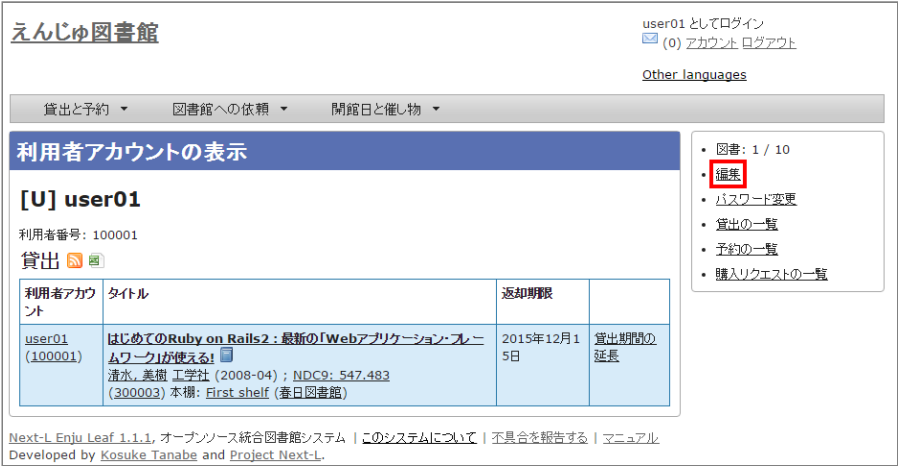 えんじゅ図書館
user01 としてログイン
(0) アカウント ログアウト
Other languages
貸出と予約 ▼ 図書館への依頼 ▼ 開館日と催し物 ▼
利用者アカウントの表示
[U] user01
利用者番号: 100001
貸出
利用者アカウ
ント
タイトル
返却期限
user01
(100001)
はじめてのRuby on Rails2 : 最新の「Webアプリケーション・フレー
ムワーク」が使える!
清水, 美樹 工学社 (2008-04) ; NDC9: 547.483
(300003) 本棚: First shelf (春日図書館)
2015年12月1
5日
貸出期間の
延長
• 図書: 1 / 10
• 編集
• パスワード変更
• 貸出の一覧
• 予約の一覧
• 購入リクエストの一覧
Next-L Enju Leaf 1.1.1, オープンソース統合図書館システム | このシステムについて | 不具合を報告する | マニュアル
Developed by Kosuke Tanabe and Project Next-L.